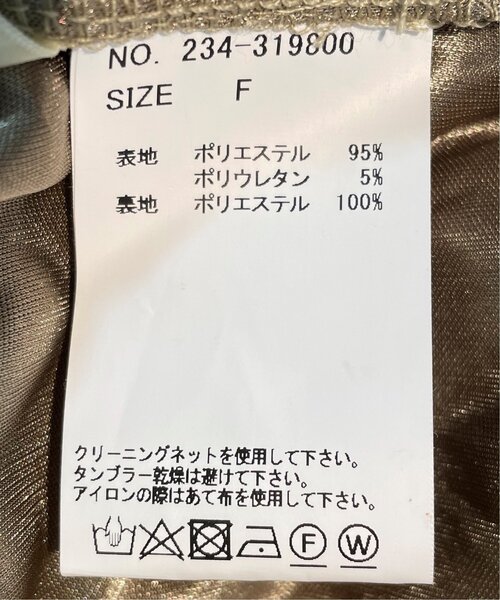 NO. 234-319800
SIZE F
表地 ポリエステル 95%
ポリウレタン 5%
裏地 ポリエステル 100%
クリーニングネットを使用して下さい。
タンブラー乾燥は避けて下さい。
アイロンの際はあて布を使用して下さい。
F W